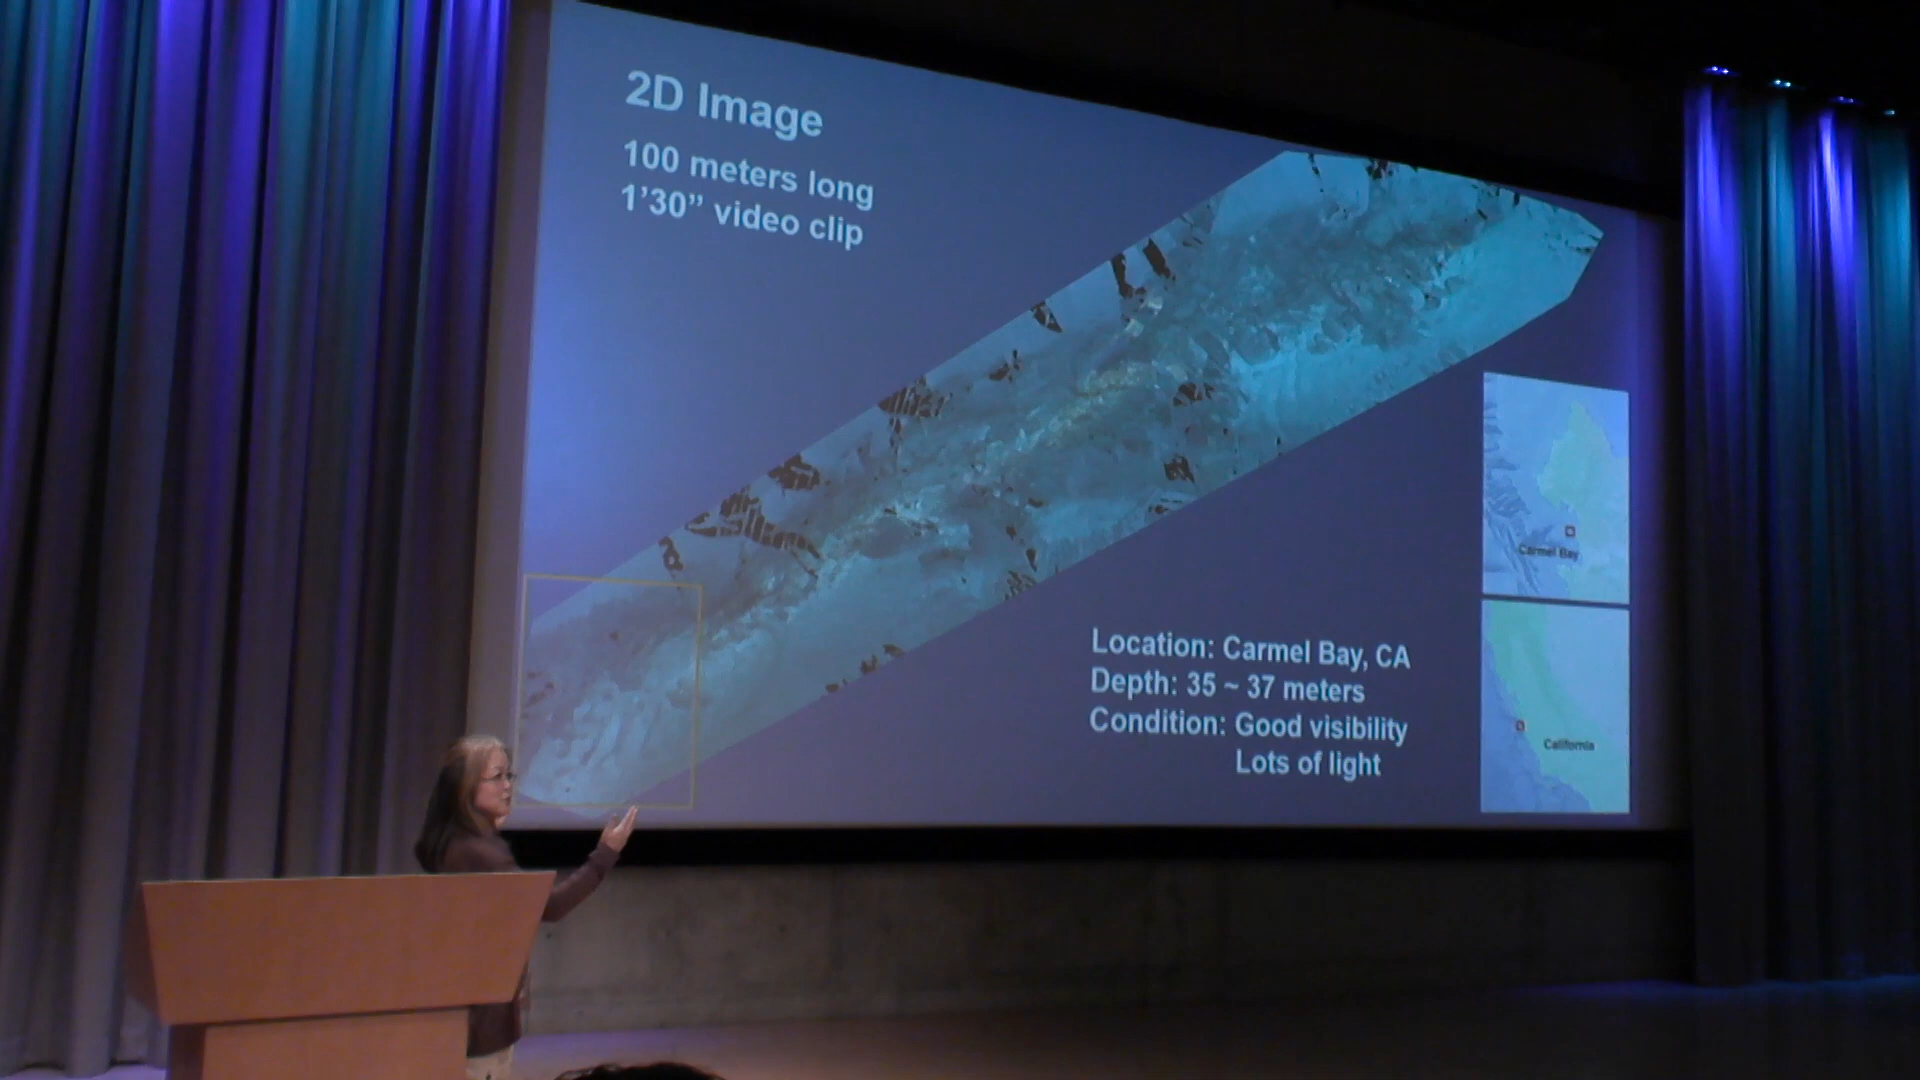 2D Image
100 meters long
1’30” video clip
Carmel Bay
Location: Carmel Bay, CA
Depth: 35 ~ 37 meters
Condition: Good visibility
Lots of light
California